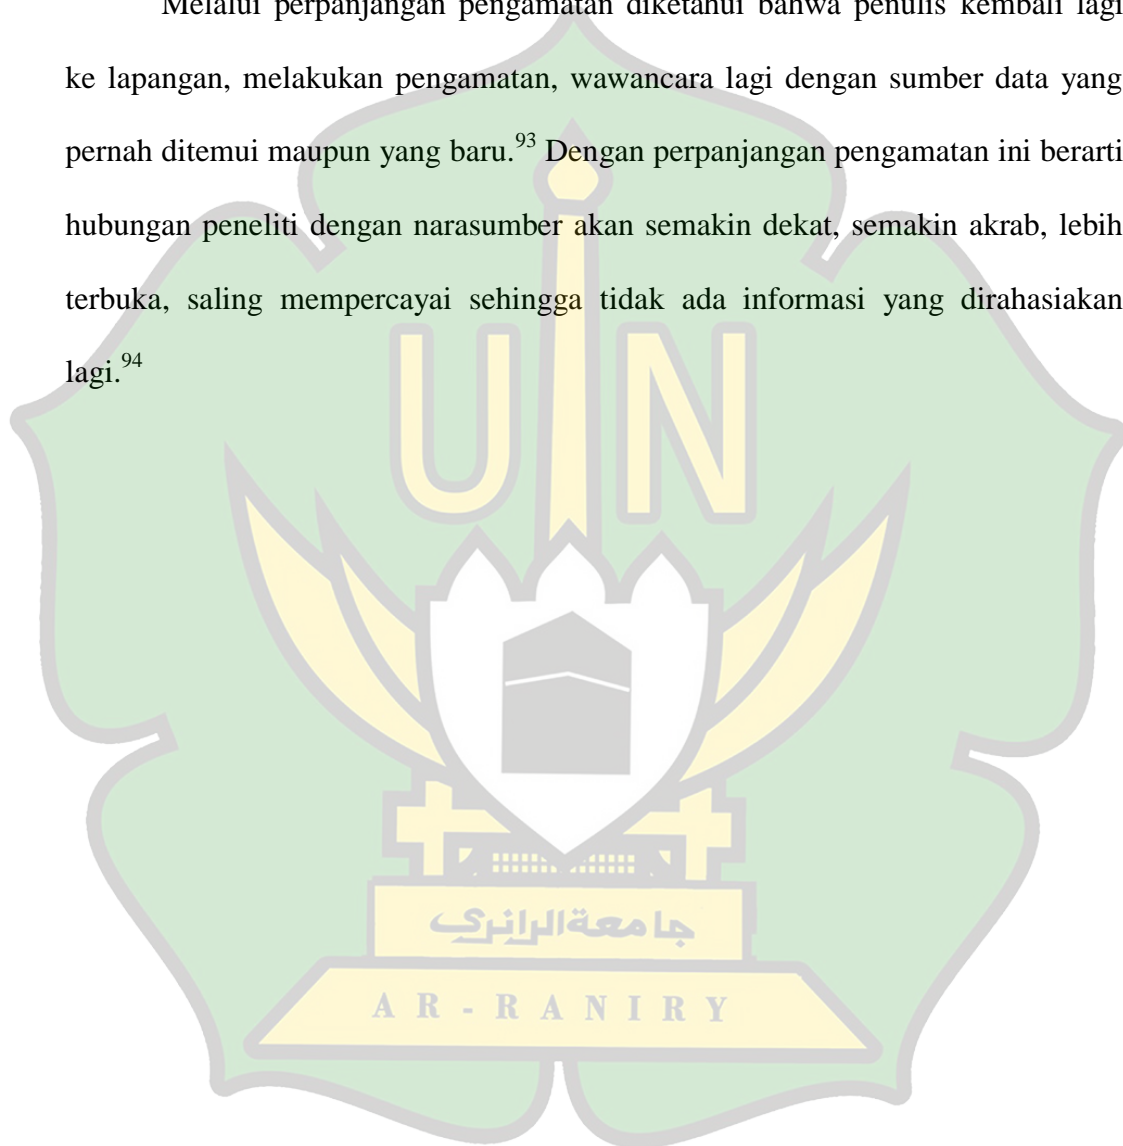 Melalui perpanjangan pengamatan diketahui bahwa penulis kembali lagi
ke lapangan, melakukan pengamatan, wawancara lagi dengan sumber data yang
pernah ditemui maupun yang baru.93 Dengan perpanjangan pengamatan ini berarti
hubungan peneliti dengan narasumber akan semakin dekat, semakin akrab, lebih
terbuka, saling mempercayai sehingga tidak ada informasi yang dirahasiakan
lagi.94
UIN
جامعة الرانري
AR-RANIRY